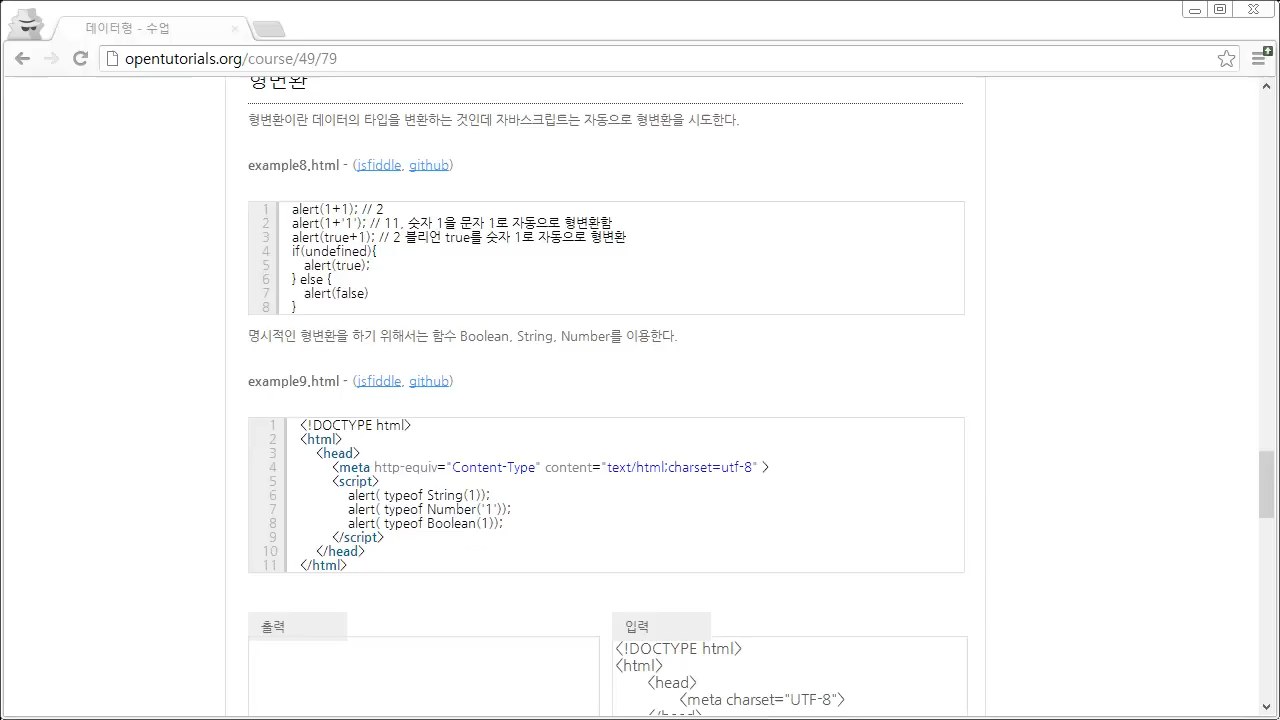 데이터형 - 수업
opentutorials.org/course/49/79
형변환
형변환이란 데이터의 타입을 변환하는 것인데 자바스크립트는 자동으로 형변환을 시도한다.
example8.html - (jsfiddle, github)
1 alert(1+1); // 2
2 alert(1+'1'); // 11, 숫자 1을 문자 1로 자동으로 형변환함
3 alert(true+1); // 2 불리언 true를 숫자 1로 자동으로 형변환
4 if(undefined){
5 alert(true);
6 } else {
7 alert(false)
8 }
명시적인 형변환을 하기 위해서는 함수 Boolean, String, Number를 이용한다.
example9.html - (jsfiddle, github)
1 <!DOCTYPE html>
2 <html>
3 <head>
4 <meta http-equiv="Content-Type" content="text/html;charset=utf-8" >
5 <script>
6 alert( typeof String(1));
7 alert( typeof Number('1'));
8 alert( typeof Boolean(1));
9 </script>
10 </head>
11 </html>
출력
입력
<!DOCTYPE html>
<html>
<head>
<meta charset="UTF-8">
</head>